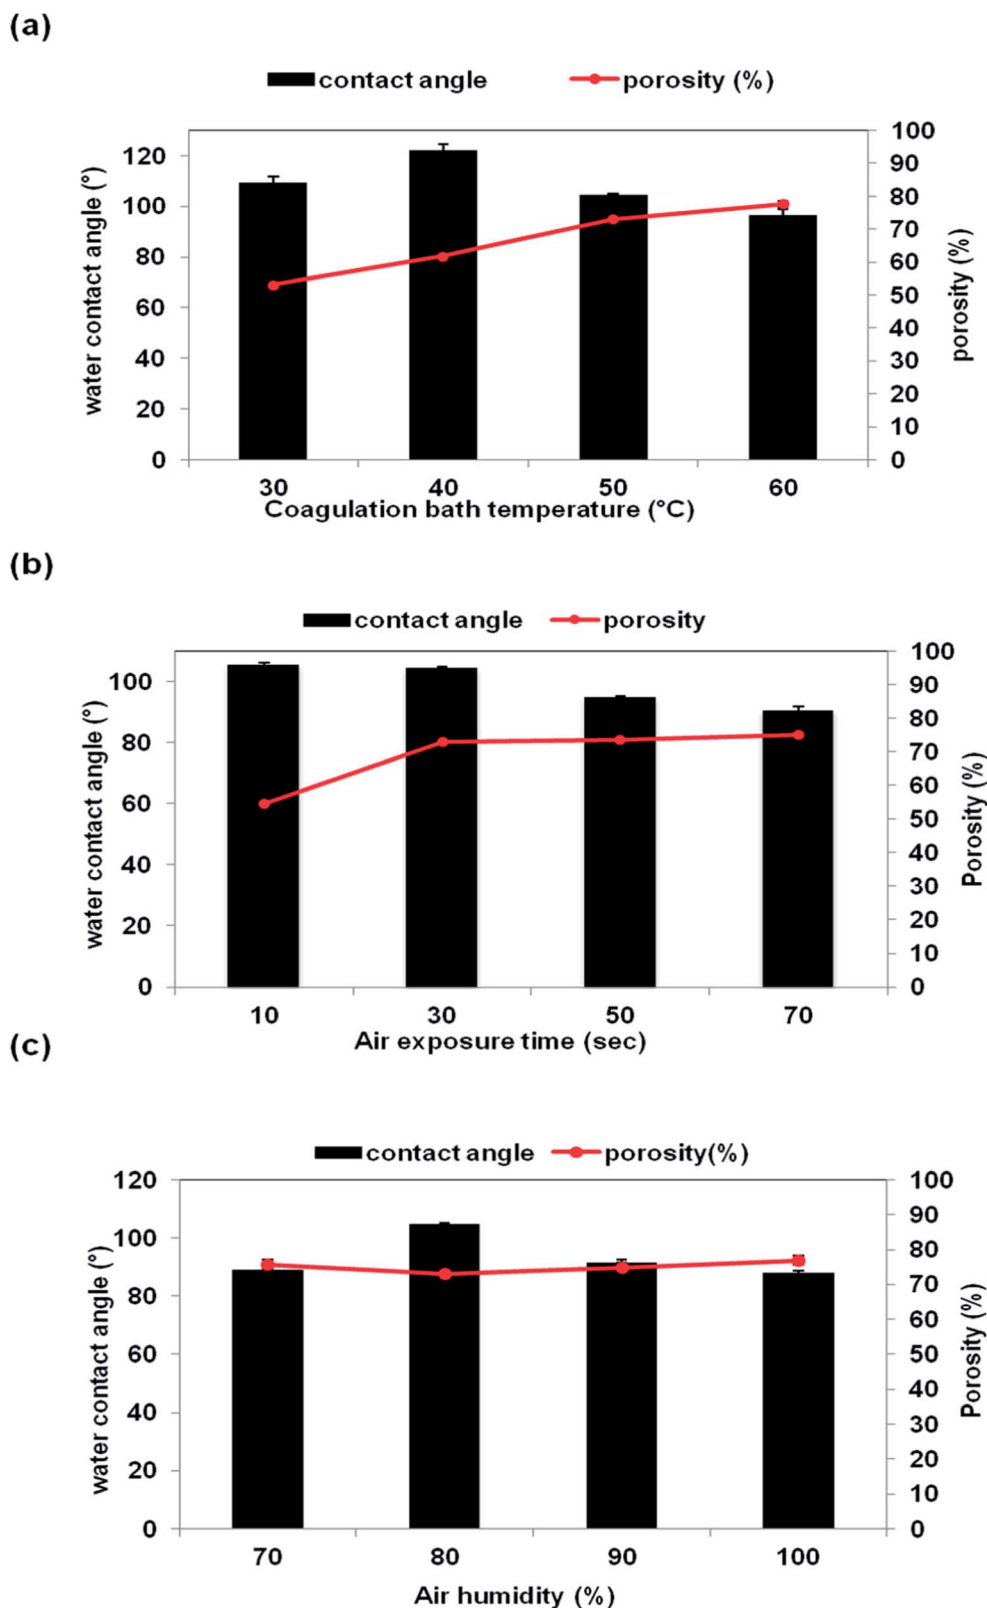 (a)
contact angle porosity (%)
water contact angle (°)
120
100
80
60
40
20
0
100
90
80
70
60
50
40
30
20
10
0
porosity (%)
30 40 50 60
Coagulation bath temperature (°C)
(b)
contact angle porosity
water contact angle (°)
100
80
60
40
20
0
100
90
80
70
60
50
40
30
20
10
0
Porosity (%)
10 30 50 70
Air exposure time (sec)
(c)
contact angle porosity(%)
water contact angle (°)
120
100
80
60
40
20
0
100
90
80
70
60
50
40
30
20
10
0
Porosity (%)
70 80 90 100
Air humidity (%)